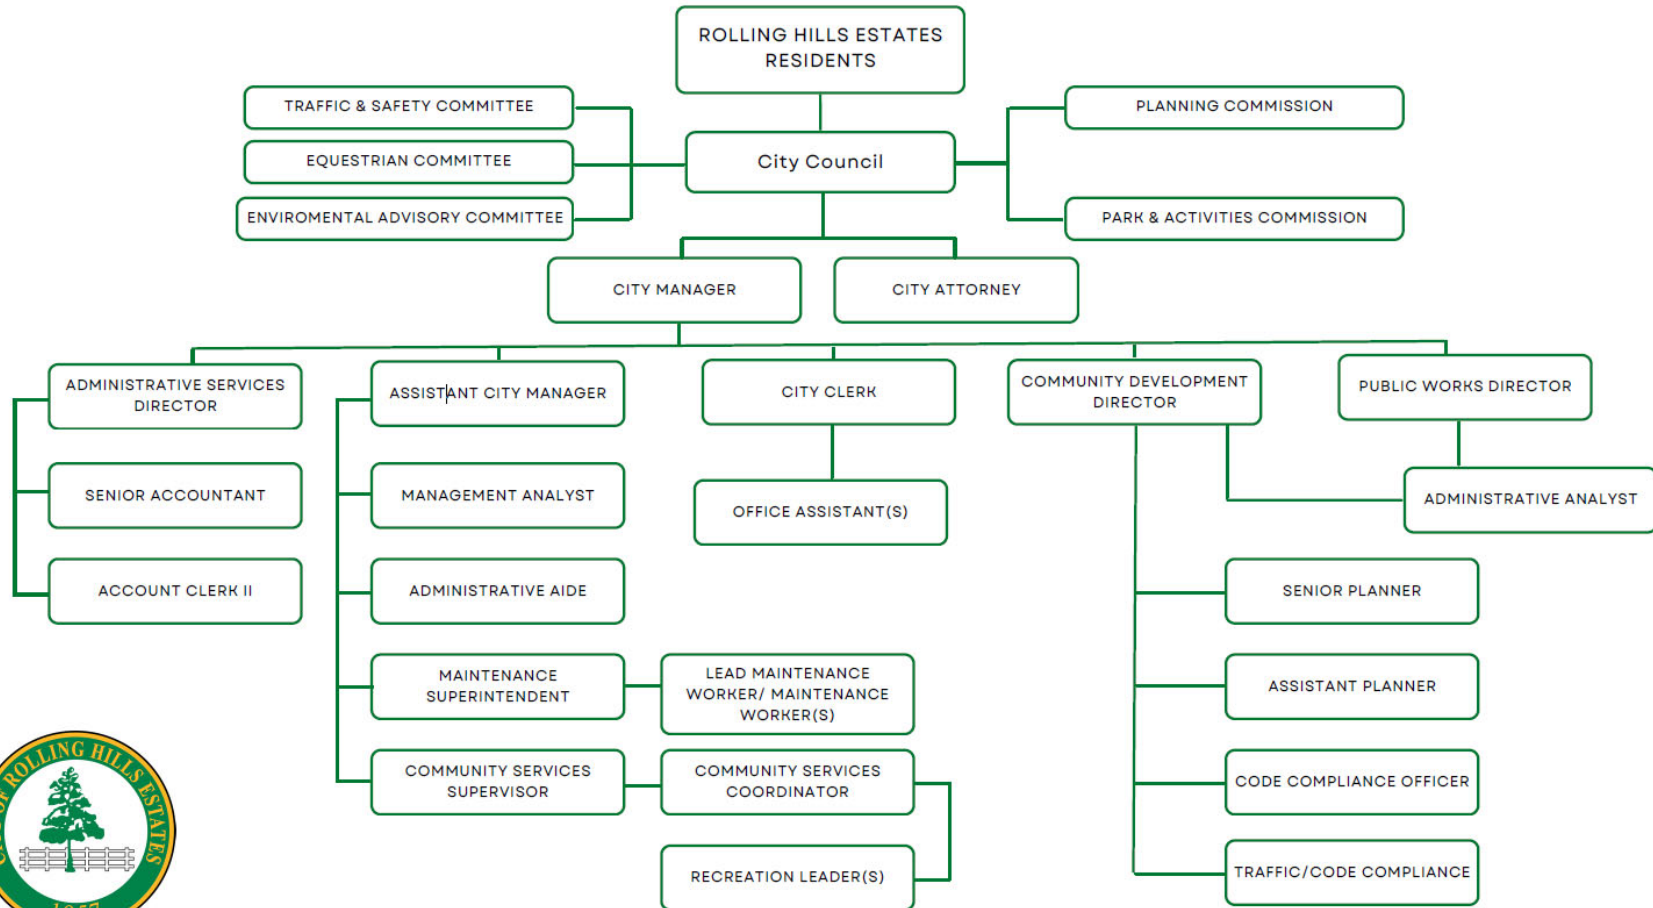 ROLLING HILLS ESTATES
RESIDENTS
TRAFFIC & SAFETY COMMITTEE
PLANNING COMMISSION
City Council
EQUESTRIAN COMMITTEE
ENVIROMENTAL ADVISORY COMMITTEE
PARK & ACTIVITIES COMMISSION
CITY MANAGER
CITY ATTORNEY
ADMINISTRATIVE SERVICES
DIRECTOR
ASSISTANT CITY MANAGER
CITY CLERK
COMMUNITY DEVELOPMENT
DIRECTOR
PUBLIC WORKS DIRECTOR
SENIOR ACCOUNTANT
MANAGEMENT ANALYST
OFFICE ASSISTANT(S)
ADMINISTRATIVE ANALYST
ACCOUNT CLERK II
ADMINISTRATIVE AIDE
SENIOR PLANNER
MAINTENANCE
SUPERINTENDENT
LEAD MAINTENANCE
WORKER/ MAINTENANCE
WORKER(S)
ASSISTANT PLANNER
COMMUNITY SERVICES
SUPERVISOR
COMMUNITY SERVICES
COORDINATOR
CODE COMPLIANCE OFFICER
RECREATION LEADER(S)
TRAFFIC/CODE COMPLIANCE
OF ROLLING HILLS ESTATES
1957